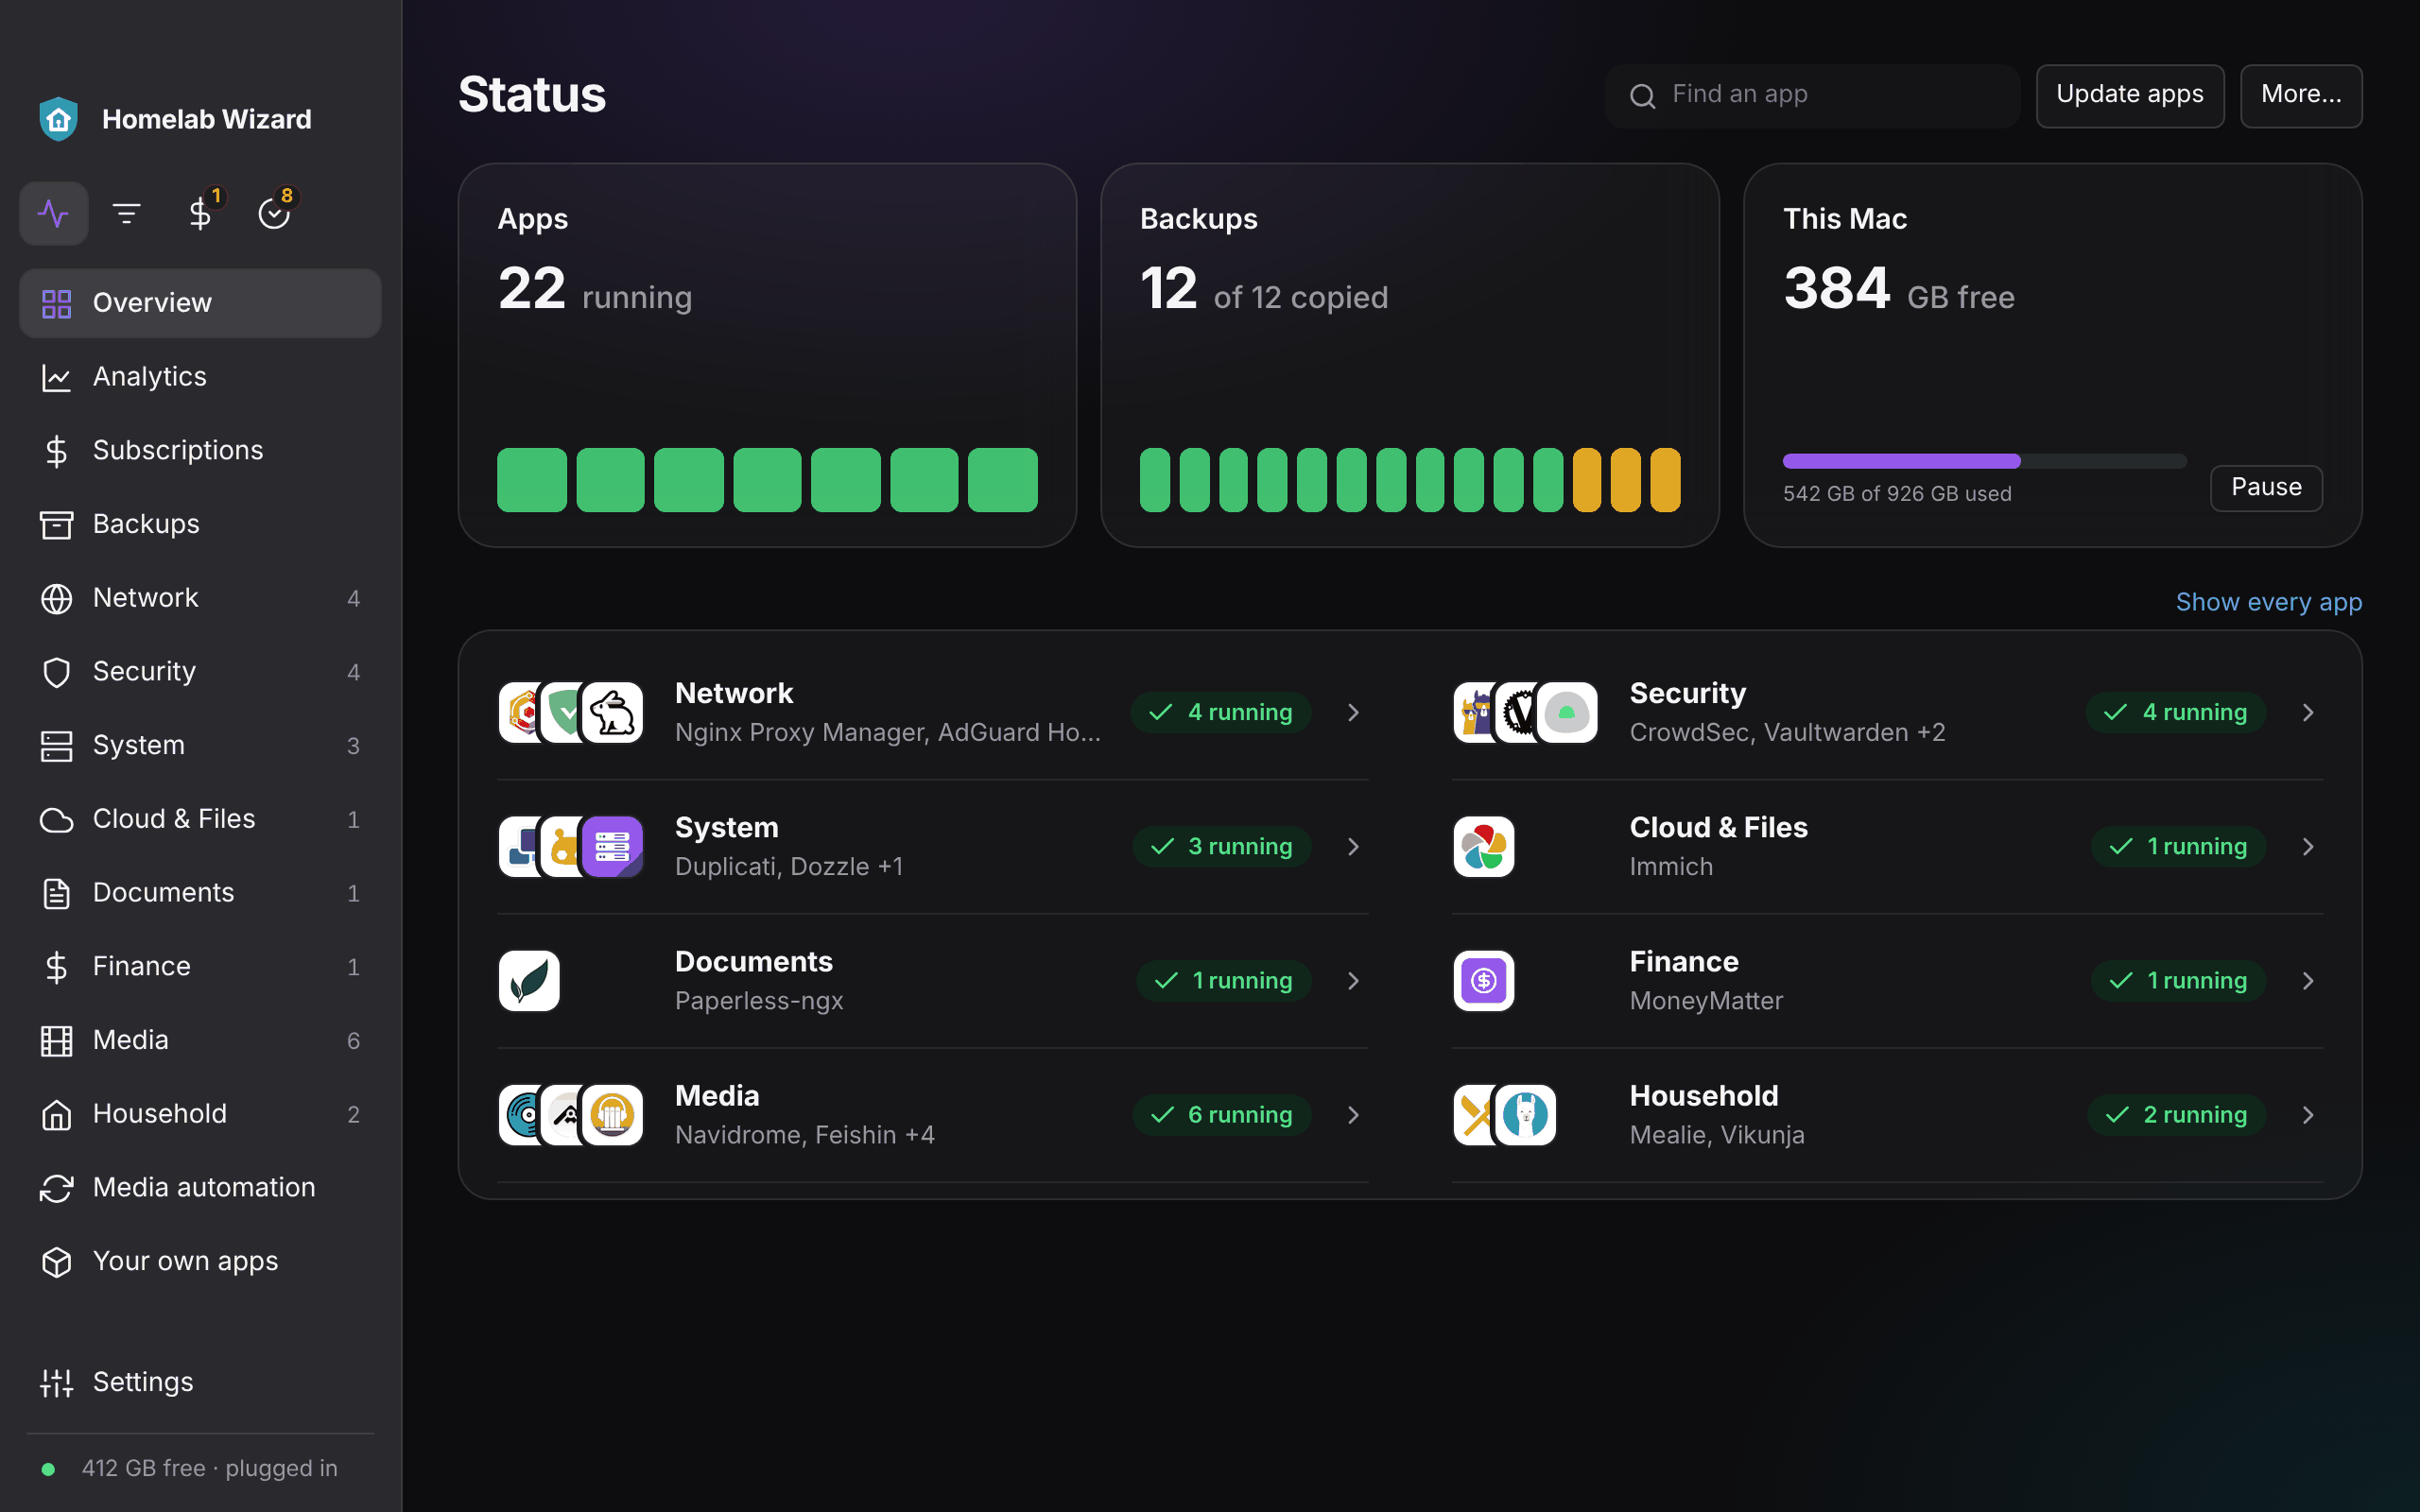 Homelab Wizard
1
8
Overview
Analytics
Subscriptions
Backups
Network 4
Security 4
System 3
Cloud & Files 1
Documents 1
Finance 1
Media 6
Household 2
Media automation
Your own apps
Settings
412 GB free · plugged in
Status
Find an app
Update apps
More...
Apps
22 running
Backups
12 of 12 copied
This Mac
384 GB free
542 GB of 926 GB used
Pause
Show every app
Network
Nginx Proxy Manager, AdGuard Ho...
4 running
Security
CrowdSec, Vaultwarden +2
4 running
System
Duplicati, Dozzle +1
3 running
Cloud & Files
Immich
1 running
Documents
Paperless-ngx
1 running
Finance
MoneyMatter
1 running
Media
Navidrome, Feishin +4
6 running
Household
Mealie, Vikunja
2 running